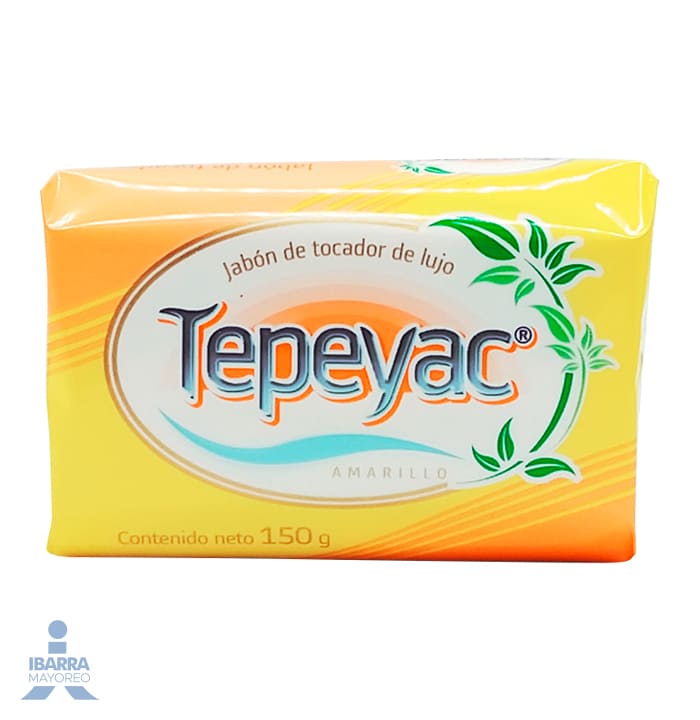 Jabón de tocador de lujo
Tepeyac®
AMARILLO
Contenido neto 150 g
IBARRA
MAYOREO